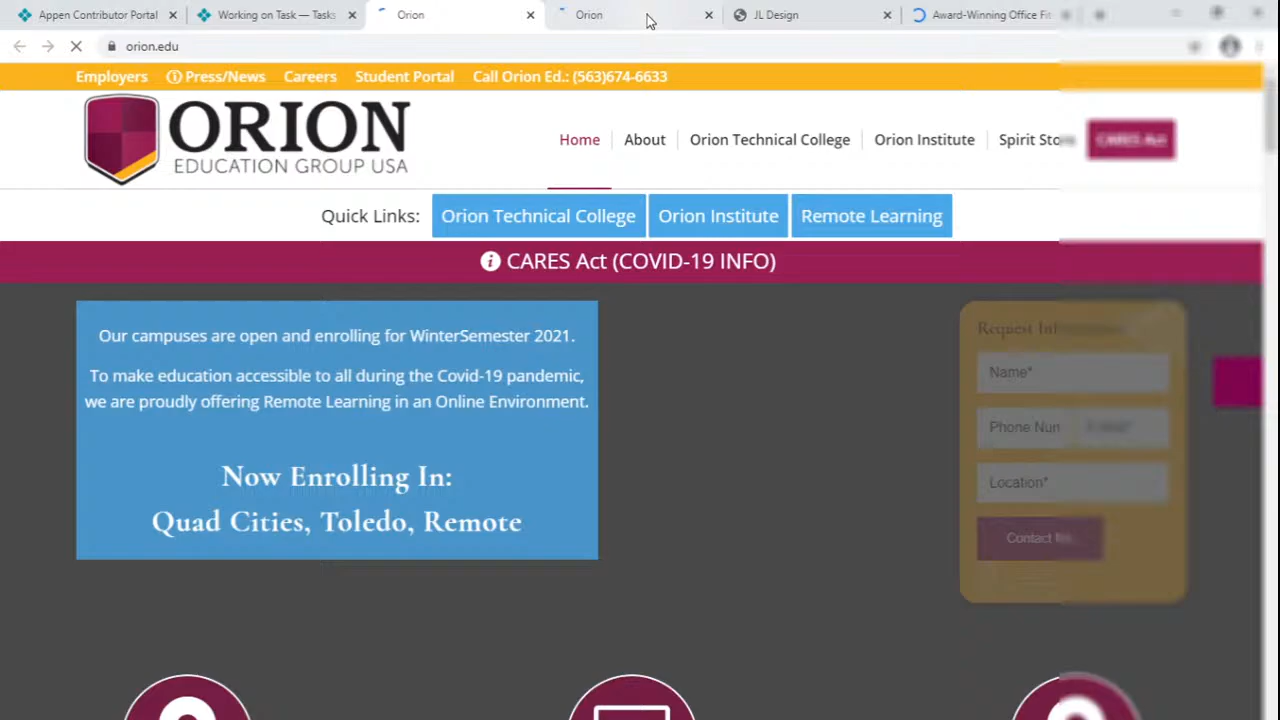 Appen Contributor Portal
Working on Task — Tasks
Orion
Orion
JL Design
Award-Winning Office Fit
orion.edu
Employers
Press/News
Careers
Student Portal
Call Orion Ed.: (563)674-6633
ORION
EDUCATION GROUP USA
Home
About
Orion Technical College
Orion Institute
Spirit Store
CARES Act
Quick Links:
Orion Technical College
Orion Institute
Remote Learning
CARES Act (COVID-19 INFO)
Our campuses are open and enrolling for WinterSemester 2021.
To make education accessible to all during the Covid-19 pandemic,
we are proudly offering Remote Learning in an Online Environment.
Now Enrolling In:
Quad Cities, Toledo, Remote
Request
Name*
Phone Num
Location*
Contact